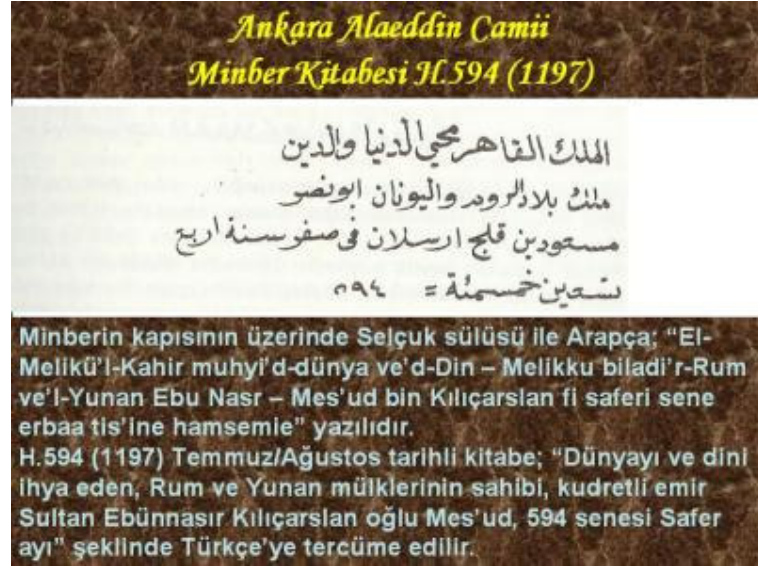 Ankara Alaeddin Camii
Minber Kitabesi H.594 (1197)
الملك القاهر محيي الدنيا والدين
ملك بلاد الروم واليونان ابو نصر
مسعود بن قلج ارسلان فى صفر سنة اربع
تسعين خمسمئة = ٥٩٤
Minberin kapısının üzerinde Selçuk sülüsü ile Arapça; “El-
Melikü’l-Kahir muhyi’d-dünya ve’d-Din – Melikku biladi’r-Rum
ve’l-Yunan Ebu Nasr – Mes’ud bin Kılıçarslan fi saferi sene
erbaa tis’ine hamsemie” yazılıdır.
H.594 (1197) Temmuz/Ağustos tarihli kitabe; “Dünyayı ve dini
ihya eden, Rum ve Yunan mülklerinin sahibi, kudretli emir
Sultan Ebünnasır Kılıçarslan oğlu Mes’ud, 594 senesi Safer
ayı” şeklinde Türkçe’ye tercüme edilir.